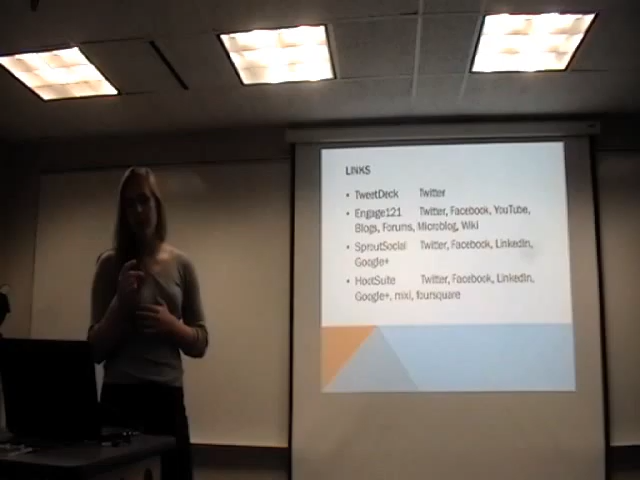 LINKS
• TweetDeck Twitter
• Engage121 Twitter, Facebook, YouTube,
Blogs, Forums, Microblog, Wiki
• SproutSocial Twitter, Facebook, LinkedIn,
Google+
• HootSuite Twitter, Facebook, LinkedIn,
Google+, mixi, foursquare